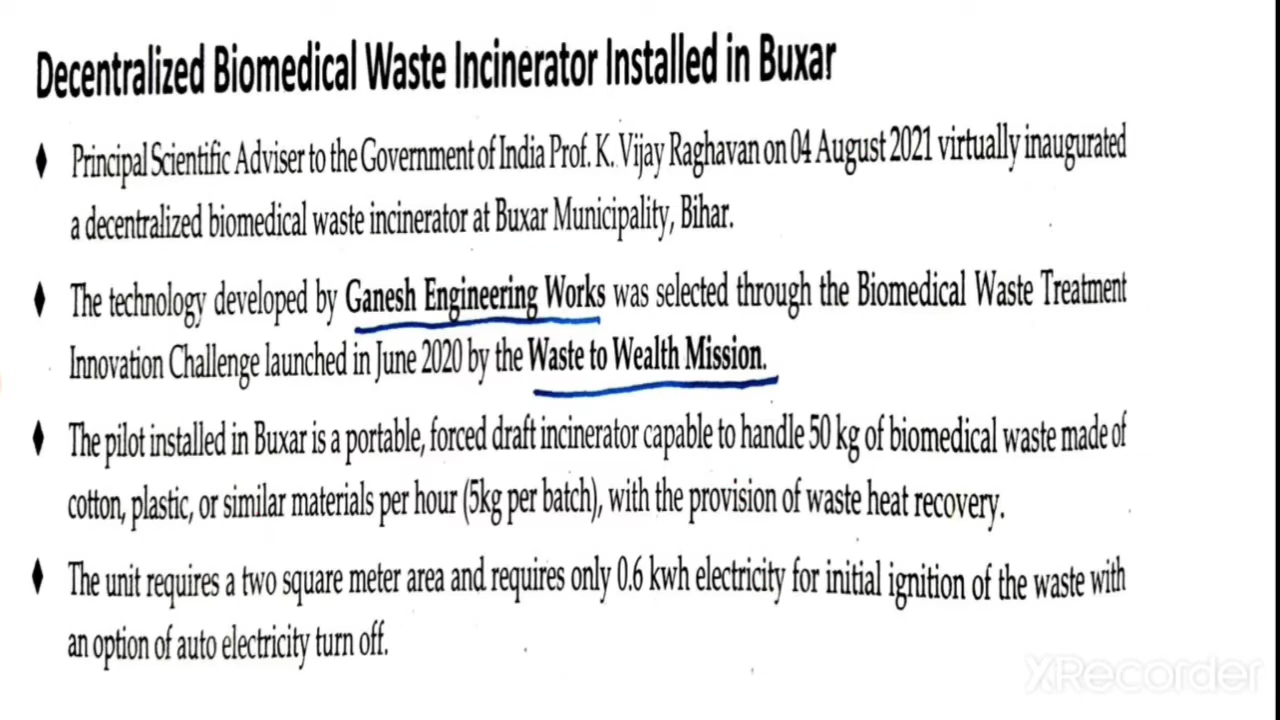 Decentralized Biomedical Waste Incinerator Installed in Buxar
♦ Principal Scientific Adviser to the Government of India Prof. K. Vijay Raghavan on 04 August 2021 virtually inaugurated
a decentralized biomedical waste incinerator at Buxar Municipality, Bihar.
♦ The technology developed by Ganesh Engineering Works was selected through the Biomedical Waste Treatment
Innovation Challenge launched in June 2020 by the Waste to Wealth Mission.
♦ The pilot installed in Buxar is a portable, forced draft incinerator capable to handle 50 kg of biomedical waste made of
cotton, plastic, or similar materials per hour (5kg per batch), with the provision of waste heat recovery.
♦ The unit requires a two square meter area and requires only 0.6 kwh electricity for initial ignition of the waste with
an option of auto electricity turn off.
XRecorder